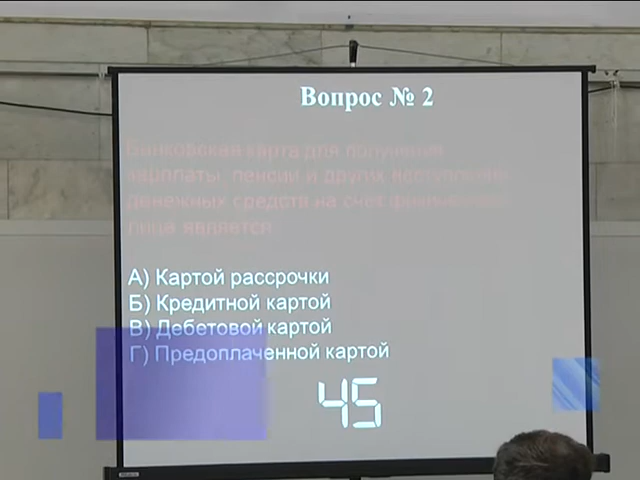 Вопрос № 2
Банковская карта для получения
зарплаты, пенсии и других поступлений
денежных средств на счет физического
лица является
А) Картой рассрочки
Б) Кредитной картой
В) Дебетовой картой
Г) Предоплаченной картой
45